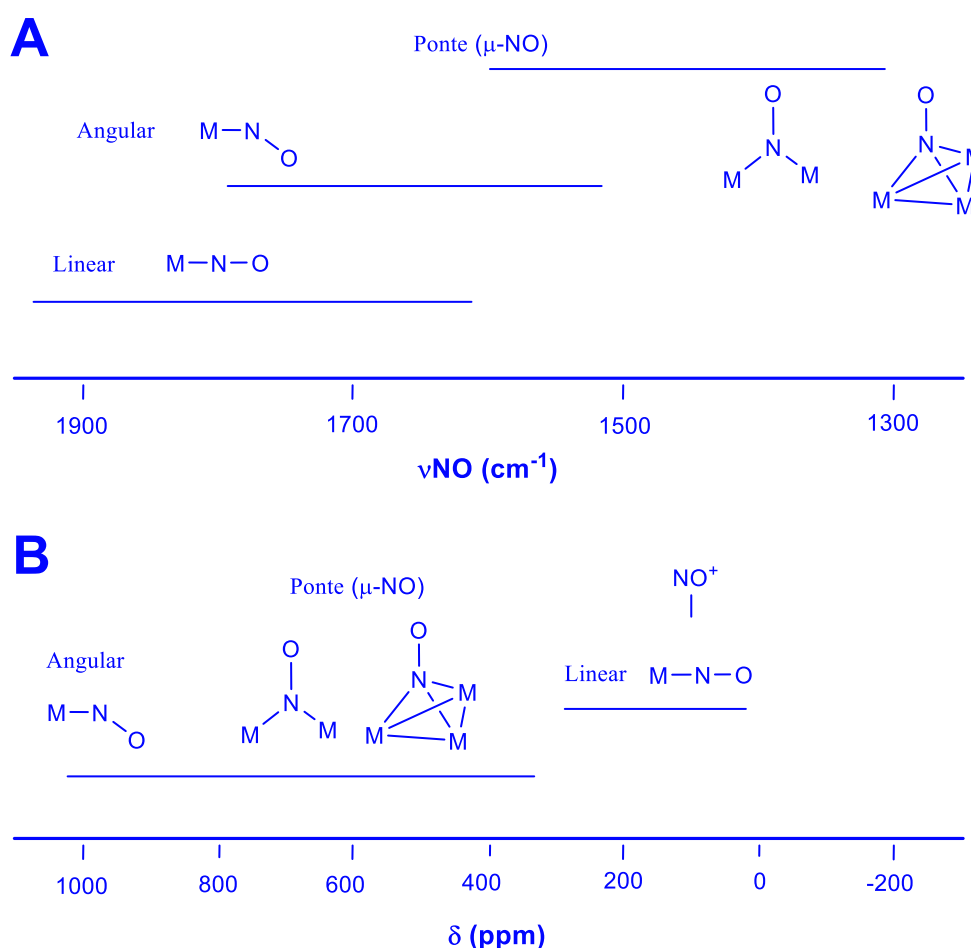 A
Ponte (μ-NO)
Angular
M N
O
O
N
M M
O
N
M
M
Linear
M N O
1900 1700 1500 1300
νNO (cm⁻¹)
B
Ponte (μ-NO)
NO⁺
Angular
M N
O
O
N
M M
O
N
M
M
M
Linear
M N O
1000 800 600 400 200 0 -200
δ (ppm)